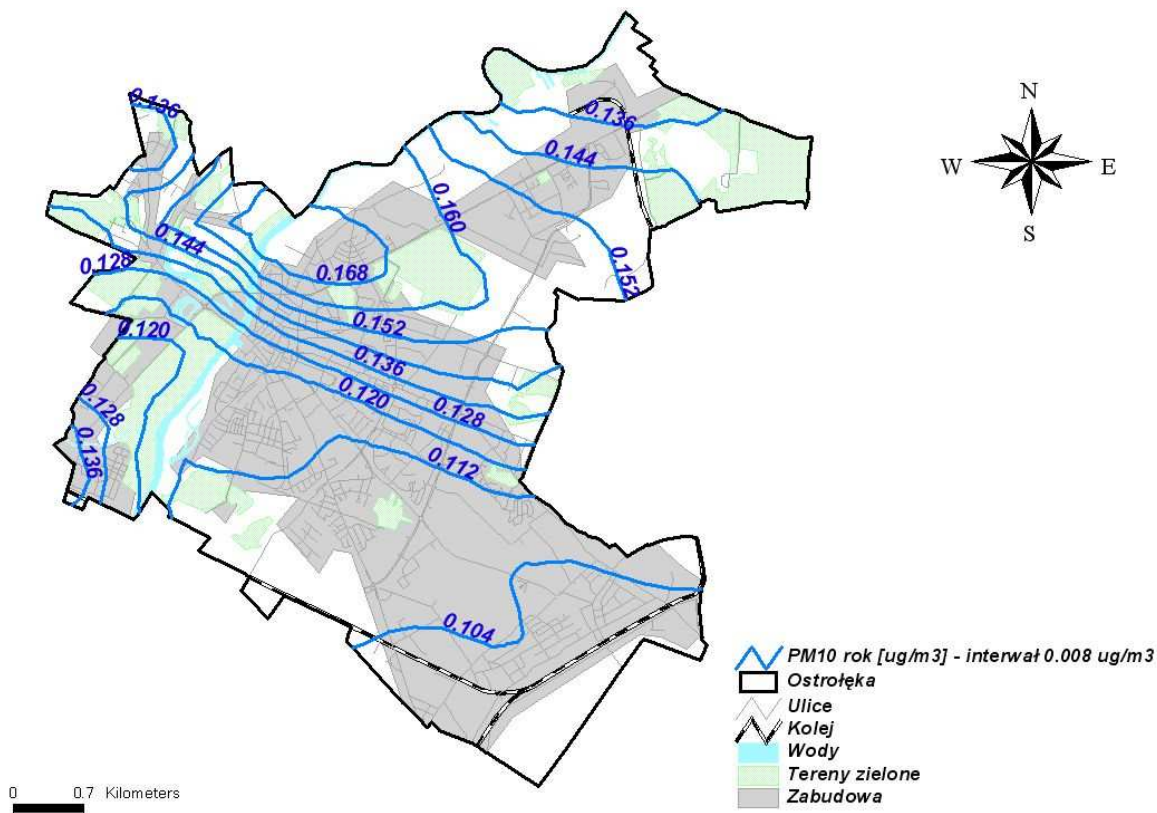 N
W E
S
0.136
0.136
0.144
0.160
0.144
0.128
0.168
0.152
0.152
0.120
0.136
0.120
0.128
0.128
0.136
0.112
0.104
PM10 rok [ug/m3] - interwał 0.008 ug/m3
Ostrołęka
Ulice
Kolej
Wody
Tereny zielone
Zabudowa
0 0.7 Kilometers